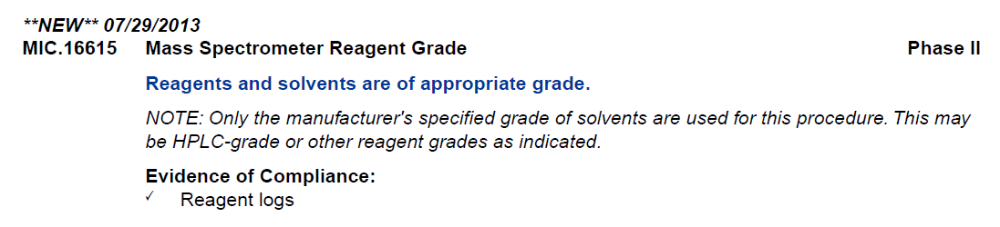 **NEW** 07/29/2013
MIC.16615 Mass Spectrometer Reagent Grade Phase II
Reagents and solvents are of appropriate grade.
NOTE: Only the manufacturer's specified grade of solvents are used for this procedure. This may
be HPLC-grade or other reagent grades as indicated.
Evidence of Compliance:
✓ Reagent logs